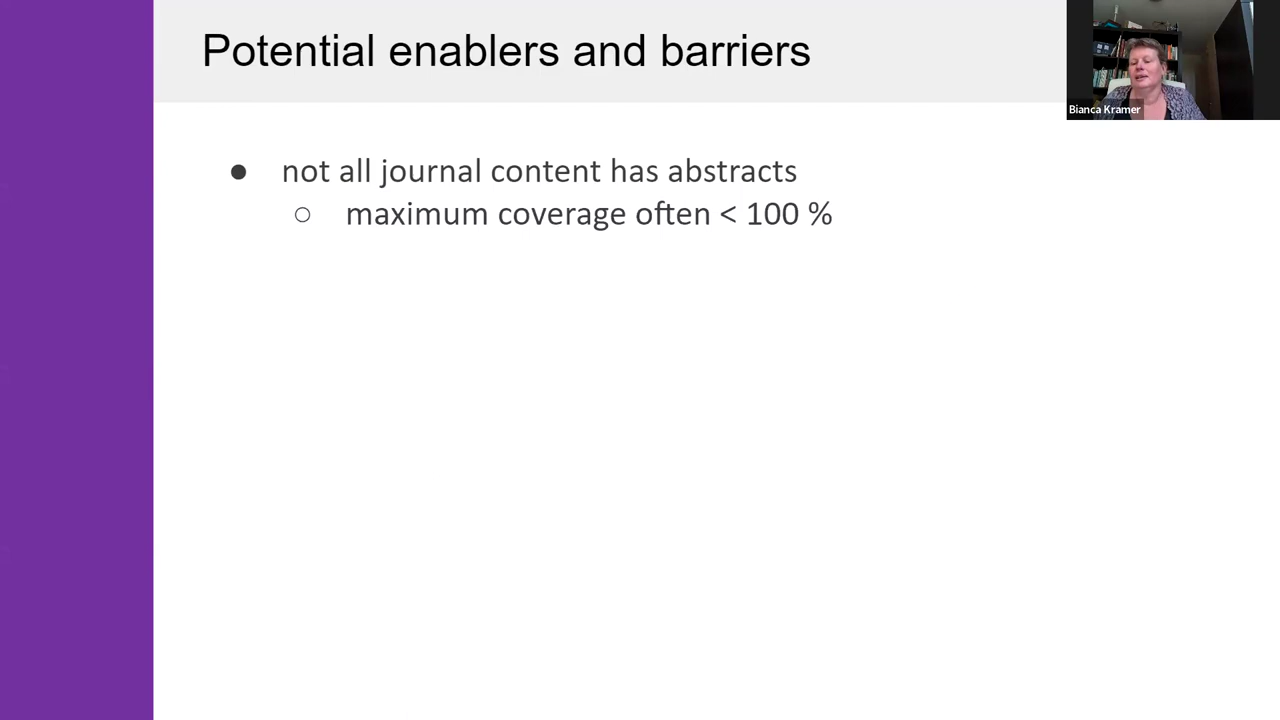 Potential enablers and barriers
Bianca Kramer
● not all journal content has abstracts
○ maximum coverage often < 100 %